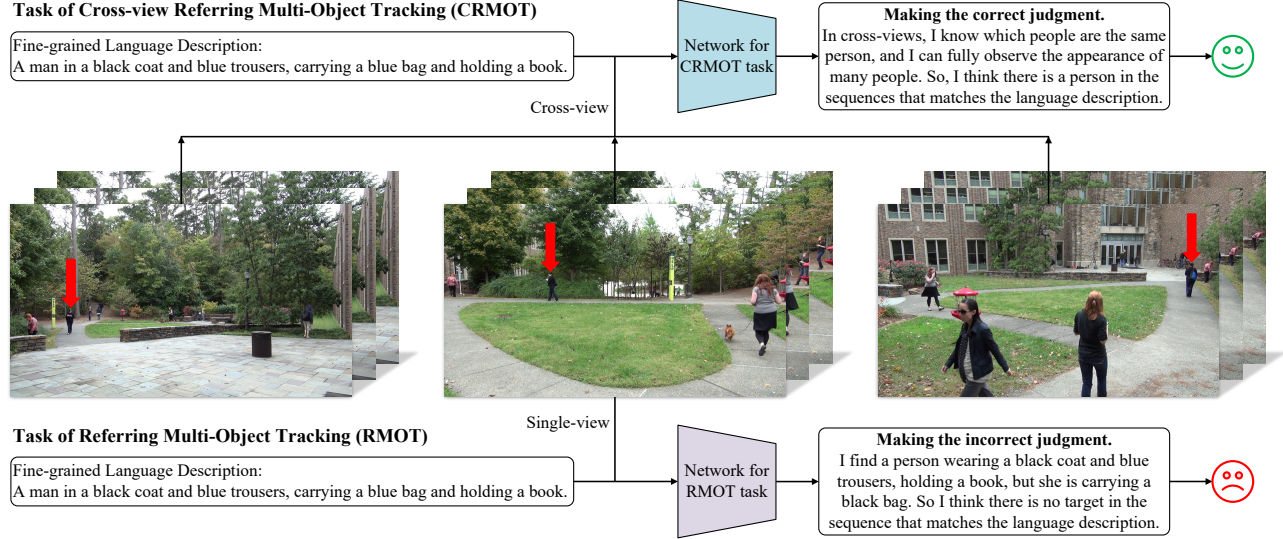 Task of Cross-view Referring Multi-Object Tracking (CRMOT)
Fine-grained Language Description:
A man in a black coat and blue trousers, carrying a blue bag and holding a book.
Network for
CRMOT task
Making the correct judgment.
In cross-views, I know which people are the same
person, and I can fully observe the appearance of
many people. So, I think there is a person in the
sequences that matches the language description.
Cross-view
Single-view
Task of Referring Multi-Object Tracking (RMOT)
Fine-grained Language Description:
A man in a black coat and blue trousers, carrying a blue bag and holding a book.
Network for
RMOT task
Making the incorrect judgment.
I find a person wearing a black coat and blue
trousers, holding a book, but she is carrying a
black bag. So I think there is no target in the
sequence that matches the language description.